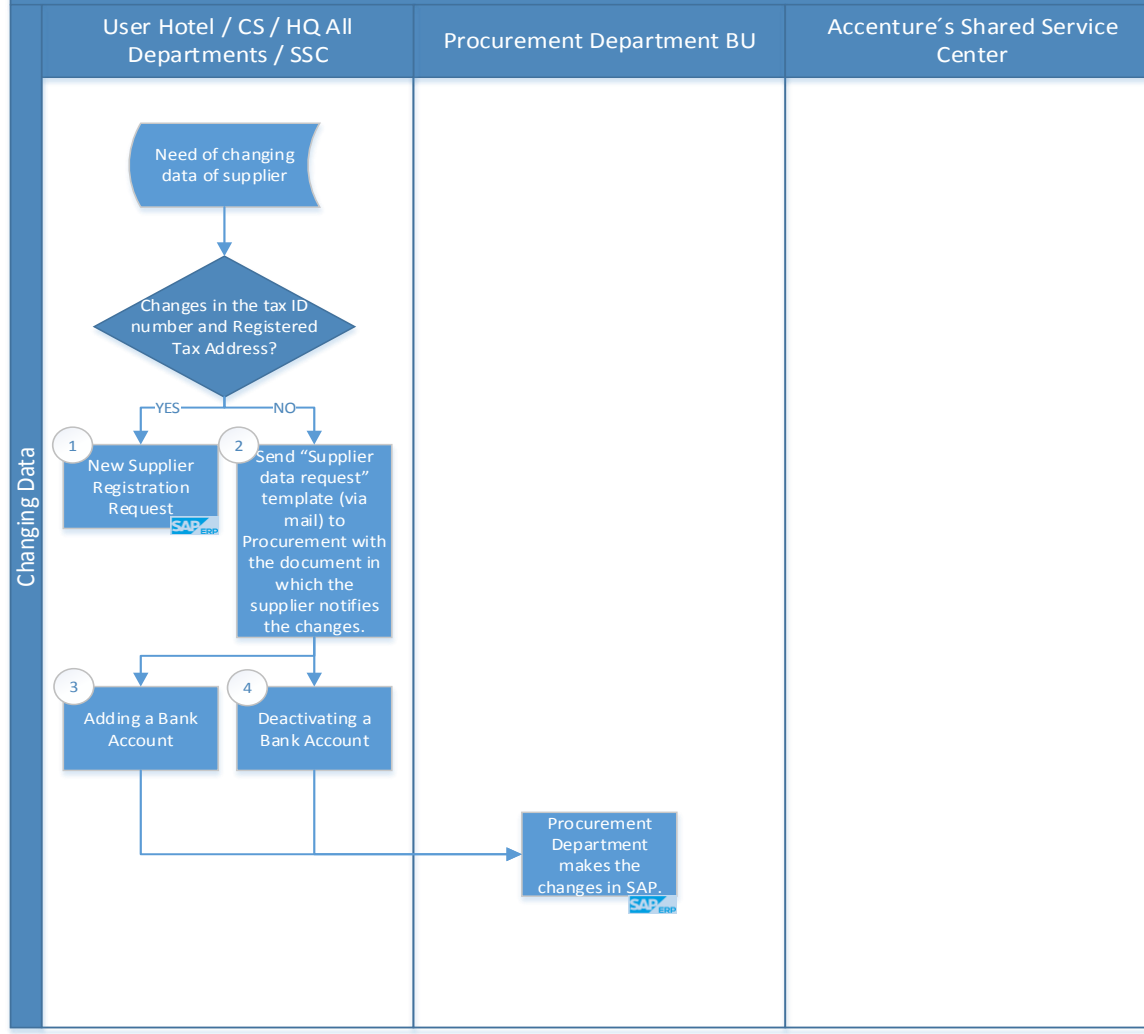 User Hotel / CS / HQ All
Departments / SSC
Procurement Department BU
Accenture´s Shared Service
Center
Changing Data
Need of changing
data of supplier
Changes in the tax ID
number and Registered
Tax Address?
YES
NO
1
New Supplier
Registration
Request
SAP ERP
2
Send “Supplier
data request”
template (via
mail) to
Procurement with
the document in
which the
supplier notifies
the changes.
3
Adding a Bank
Account
4
Deactivating a
Bank Account
Procurement
Department
makes the
changes in SAP.
SAP ERP